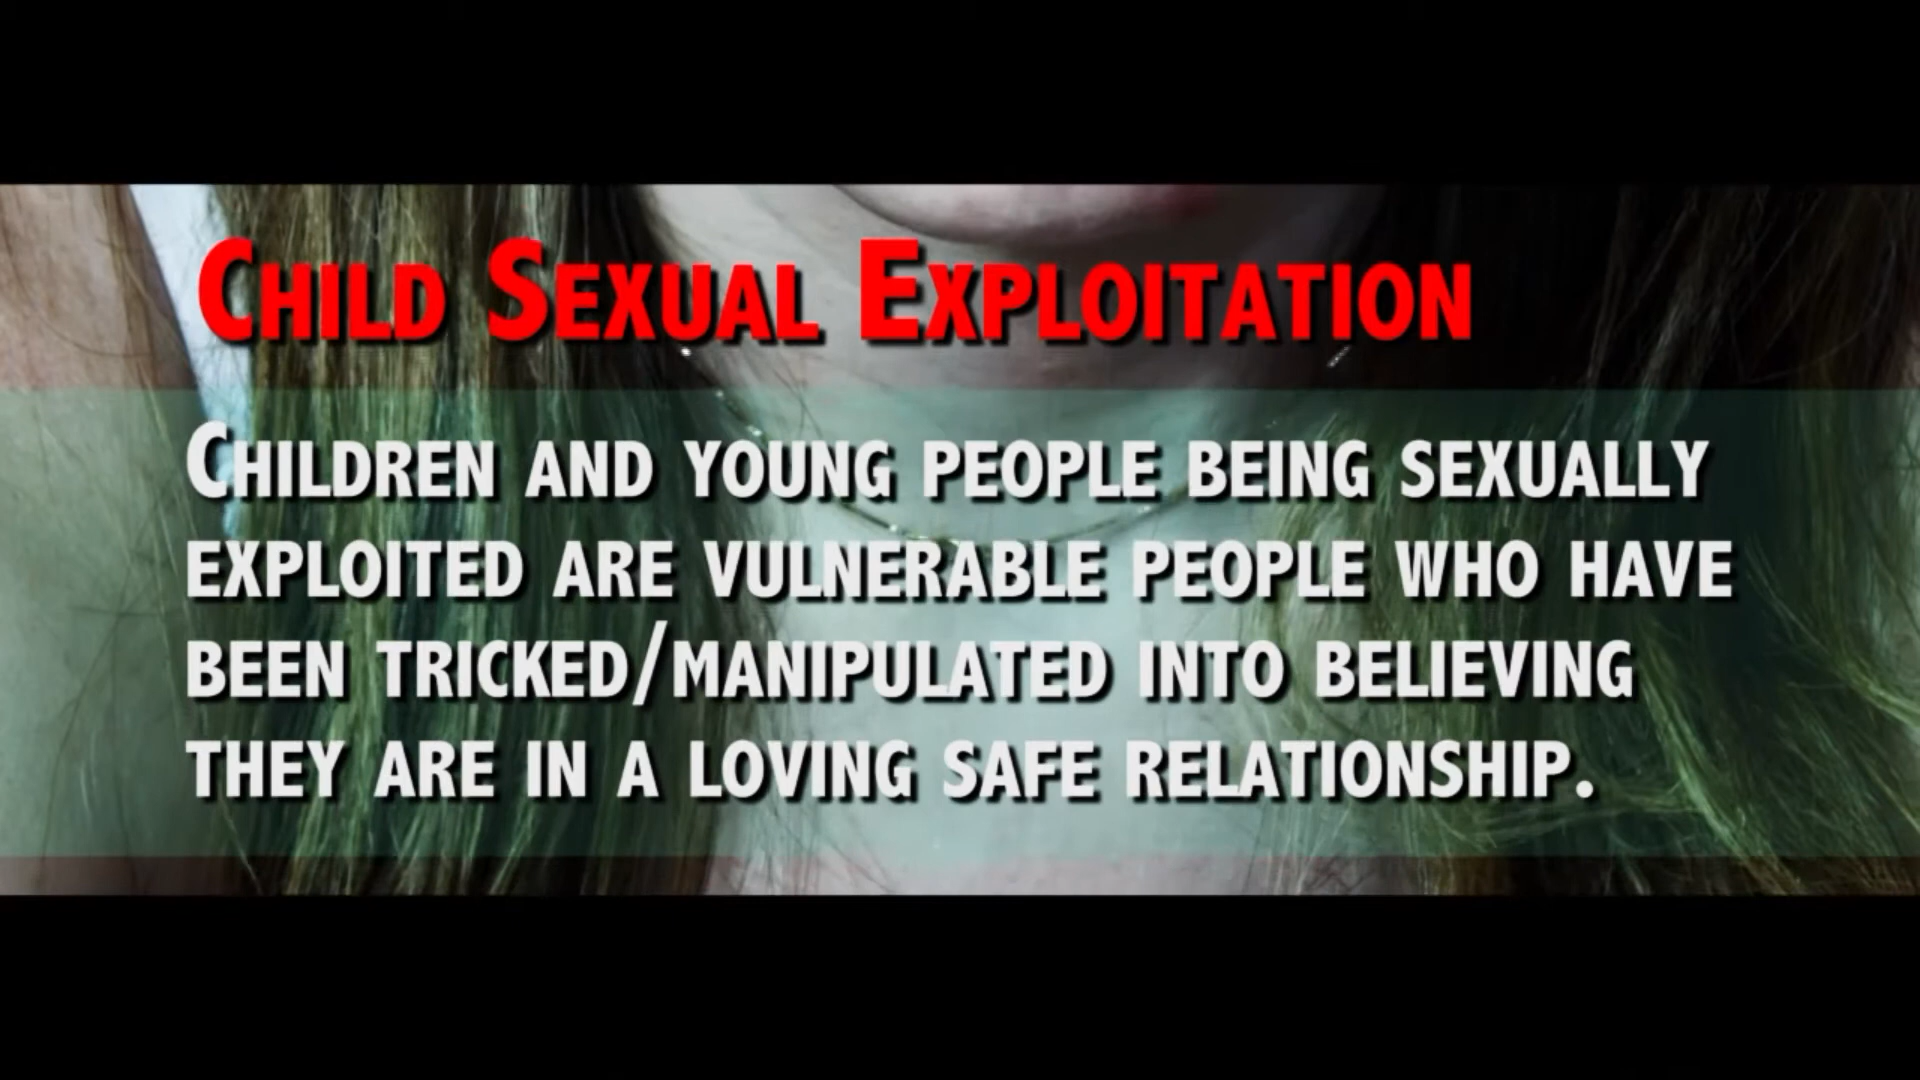 Child Sexual Exploitation
Children and young people being sexually
exploited are vulnerable people who have
been tricked/manipulated into believing
they are in a loving safe relationship.